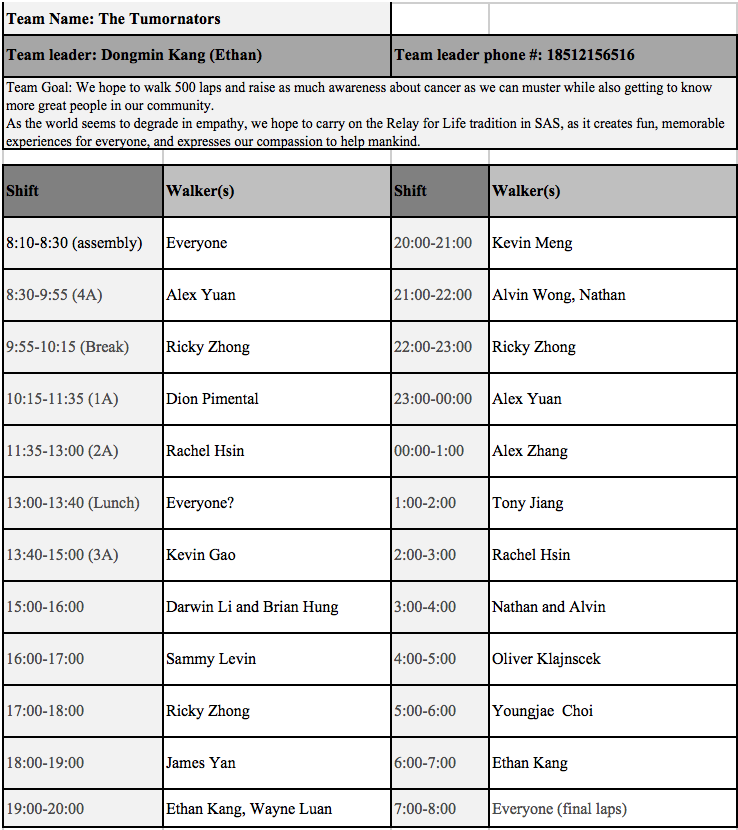 Team Name: The Tumornators
Team leader: Dongmin Kang (Ethan) Team leader phone #: 18512156516
Team Goal: We hope to walk 500 laps and raise as much awareness about cancer as we can muster while also getting to know
more great people in our community.
As the world seems to degrade in empathy, we hope to carry on the Relay for Life tradition in SAS, as it creates fun, memorable
experiences for everyone, and expresses our compassion to help mankind.
Shift Walker(s) Shift Walker(s)
8:10-8:30 (assembly) Everyone 20:00-21:00 Kevin Meng
8:30-9:55 (4A) Alex Yuan 21:00-22:00 Alvin Wong, Nathan
9:55-10:15 (Break) Ricky Zhong 22:00-23:00 Ricky Zhong
10:15-11:35 (1A) Dion Pimental 23:00-00:00 Alex Yuan
11:35-13:00 (2A) Rachel Hsin 00:00-1:00 Alex Zhang
13:00-13:40 (Lunch) Everyone? 1:00-2:00 Tony Jiang
13:40-15:00 (3A) Kevin Gao 2:00-3:00 Rachel Hsin
15:00-16:00 Darwin Li and Brian Hung 3:00-4:00 Nathan and Alvin
16:00-17:00 Sammy Levin 4:00-5:00 Oliver Klajnscek
17:00-18:00 Ricky Zhong 5:00-6:00 Youngjae Choi
18:00-19:00 James Yan 6:00-7:00 Ethan Kang
19:00-20:00 Ethan Kang, Wayne Luan 7:00-8:00 Everyone (final laps)